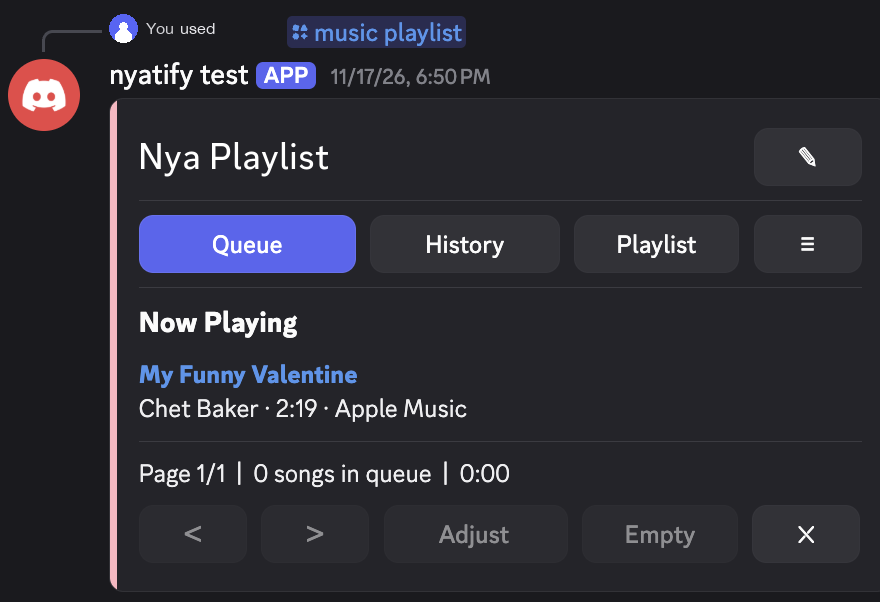 You used music playlist
nyatify test APP 11/17/26, 6:50 PM
Nya Playlist ✎
Queue History Playlist ≡
Now Playing
My Funny Valentine
Chet Baker · 2:19 · Apple Music
Page 1/1 | 0 songs in queue | 0:00
< > Adjust Empty X